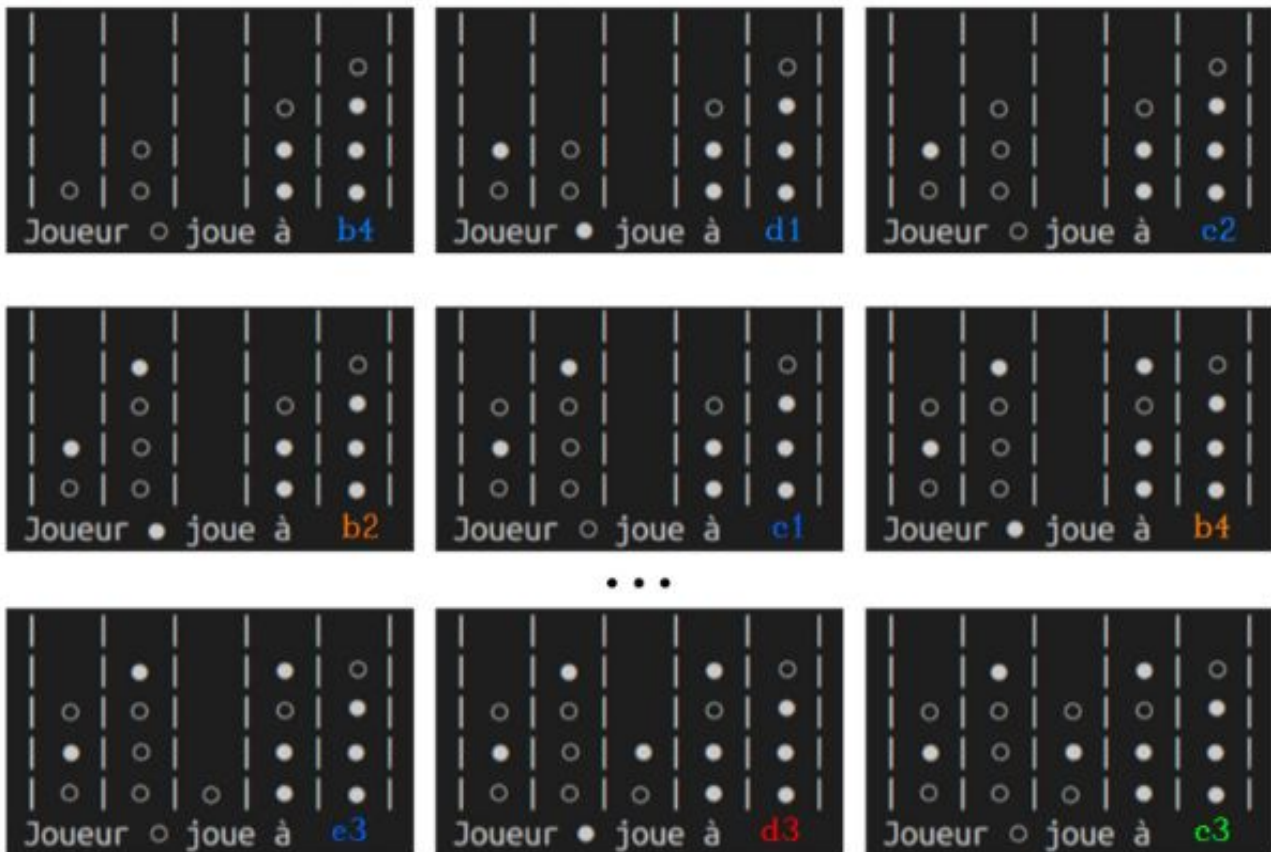 Joueur ○ joue à b4
Joueur ● joue à d1
Joueur ○ joue à c2
Joueur ● joue à b2
Joueur ○ joue à c1
Joueur ● joue à b4
• • •
Joueur ○ joue à e3
Joueur ● joue à d3
Joueur ○ joue à c3